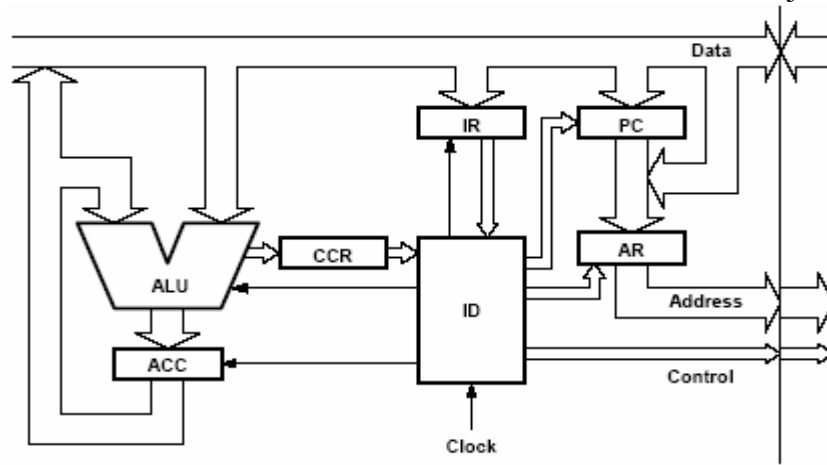 Data
IR
PC
CCR
AR
ALU
ID
Address
ACC
Control
Clock